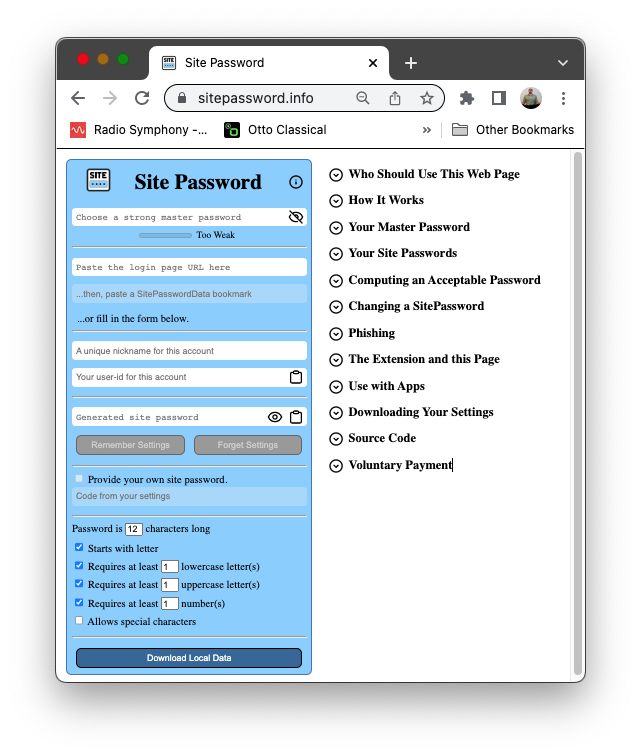 Site Password
sitepassword.info
Radio Symphony -...
Otto Classical
»
Other Bookmarks
SITE
Site Password
Choose a strong master password
Too Weak
Paste the login page URL here
...then, paste a SitePasswordData bookmark
...or fill in the form below.
A unique nickname for this account
Your user-id for this account
Generated site password
Remember Settings
Forget Settings
Provide your own site password.
Code from your settings
Password is 12 characters long
Starts with letter
Requires at least 1 lowercase letter(s)
Requires at least 1 uppercase letter(s)
Requires at least 1 number(s)
Allows special characters
Download Local Data
Who Should Use This Web Page
How It Works
Your Master Password
Your Site Passwords
Computing an Acceptable Password
Changing a SitePassword
Phishing
The Extension and this Page
Use with Apps
Downloading Your Settings
Source Code
Voluntary Payment